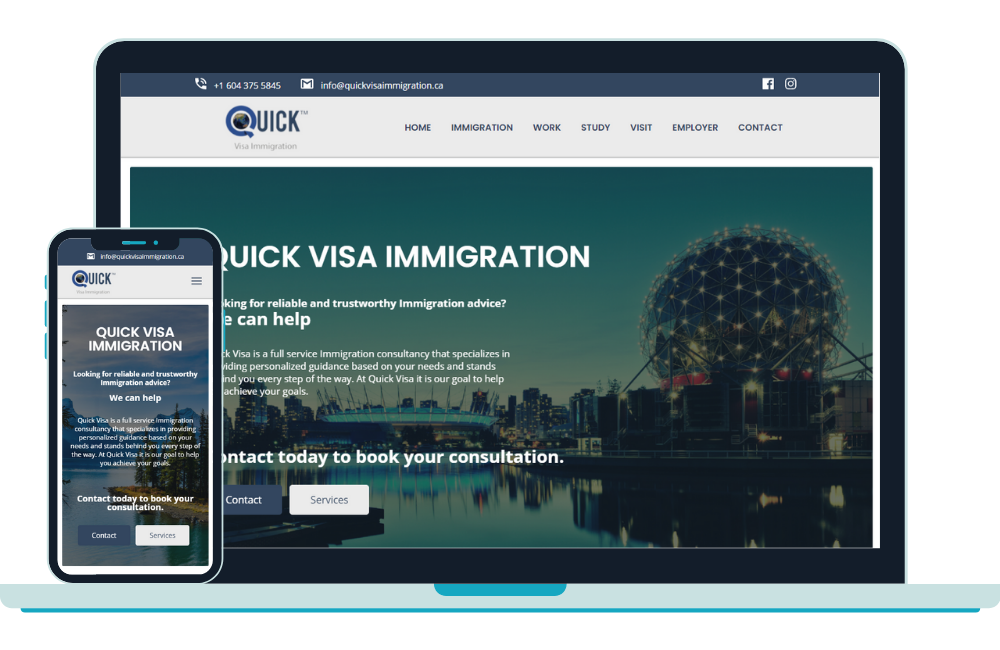 +1 604 375 5845 info@quickvisaimmigration.ca
QUICK™
Visa Immigration
HOME IMMIGRATION WORK STUDY VISIT EMPLOYER CONTACT
QUICK VISA IMMIGRATION
king for reliable and trustworthy Immigration advice?
e can help
ck Visa is a full service Immigration consultancy that specializes in
viding personalized guidance based on your needs and stands
ind you every step of the way. At Quick Visa it is our goal to help
achieve your goals.
ontact today to book your consultation.
Contact Services
info@quickvisaimmigration.ca
QUICK™
Visa Immigration
QUICK VISA
IMMIGRATION
Looking for reliable and trustworthy
Immigration advice?
We can help
Quick Visa is a full service Immigration
consultancy that specializes in providing
personalized guidance based on your
needs and stands behind you every step of
the way. At Quick Visa it is our goal to help
you achieve your goals.
Contact today to book your
consultation.
Contact Services